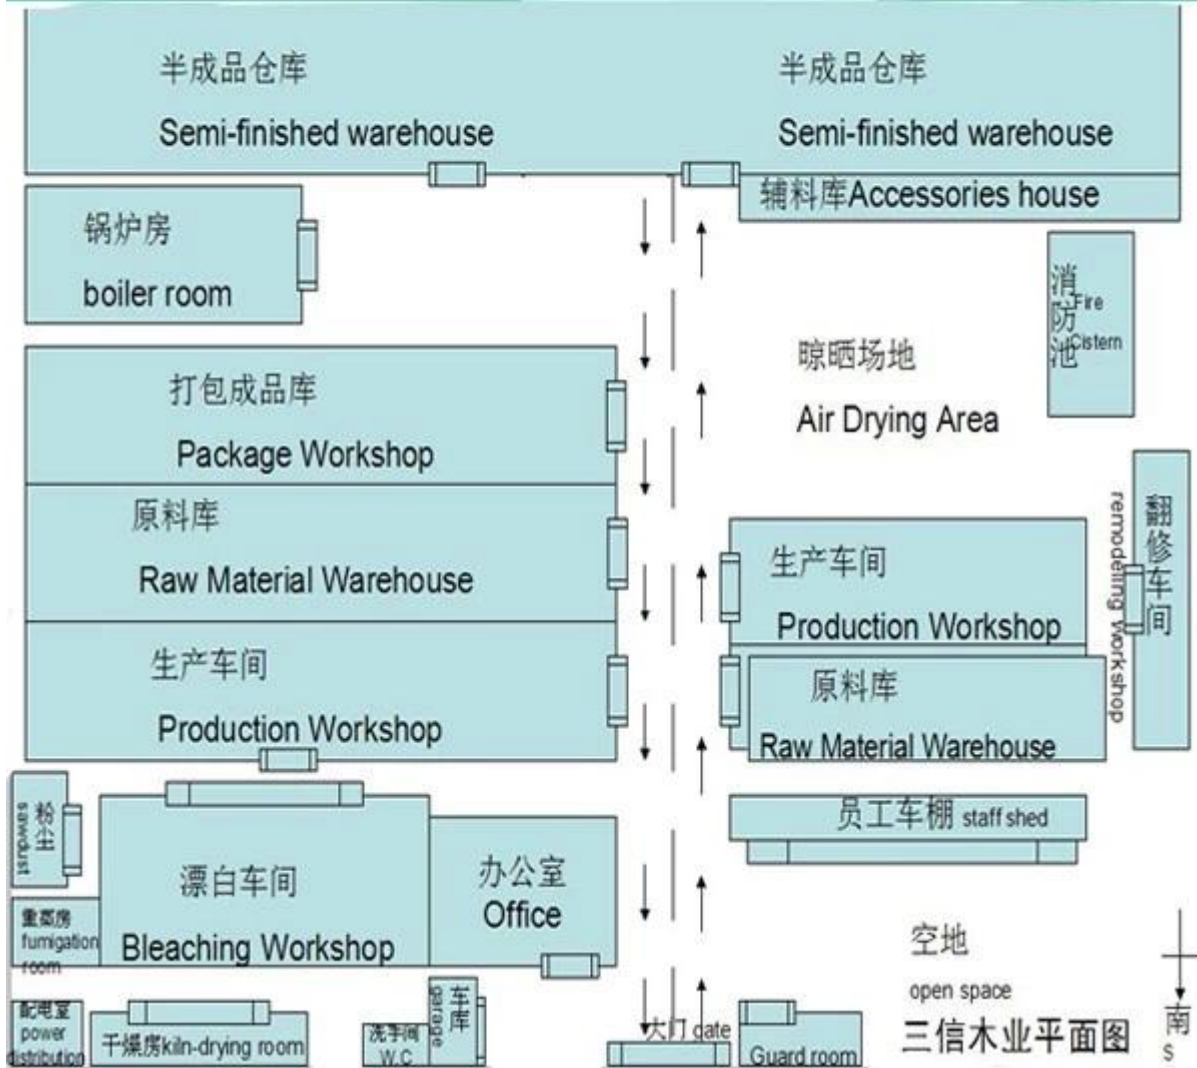 半成品仓库
Semi-finished warehouse
半成品仓库
Semi-finished warehouse
辅料库Accessories house
锅炉房
boiler room
消防池
Fire
Cistern
晾晒场地
Air Drying Area
打包成品库
Package Workshop
原料库
Raw Material Warehouse
生产车间
Production Workshop
生产车间
Production Workshop
原料库
Raw Material Warehouse
翻修车间
remodeling workshop
粉尘
sawdust
漂白车间
Bleaching Workshop
办公室
Office
员工车棚 staff shed
熏蒸房
fumigation
room
空地
open space
配电室
power
distribution
干燥房kiln-drying room
洗手间
W.C
车库
garage
大门 gate
Guard room
三信木业平面图
南
S